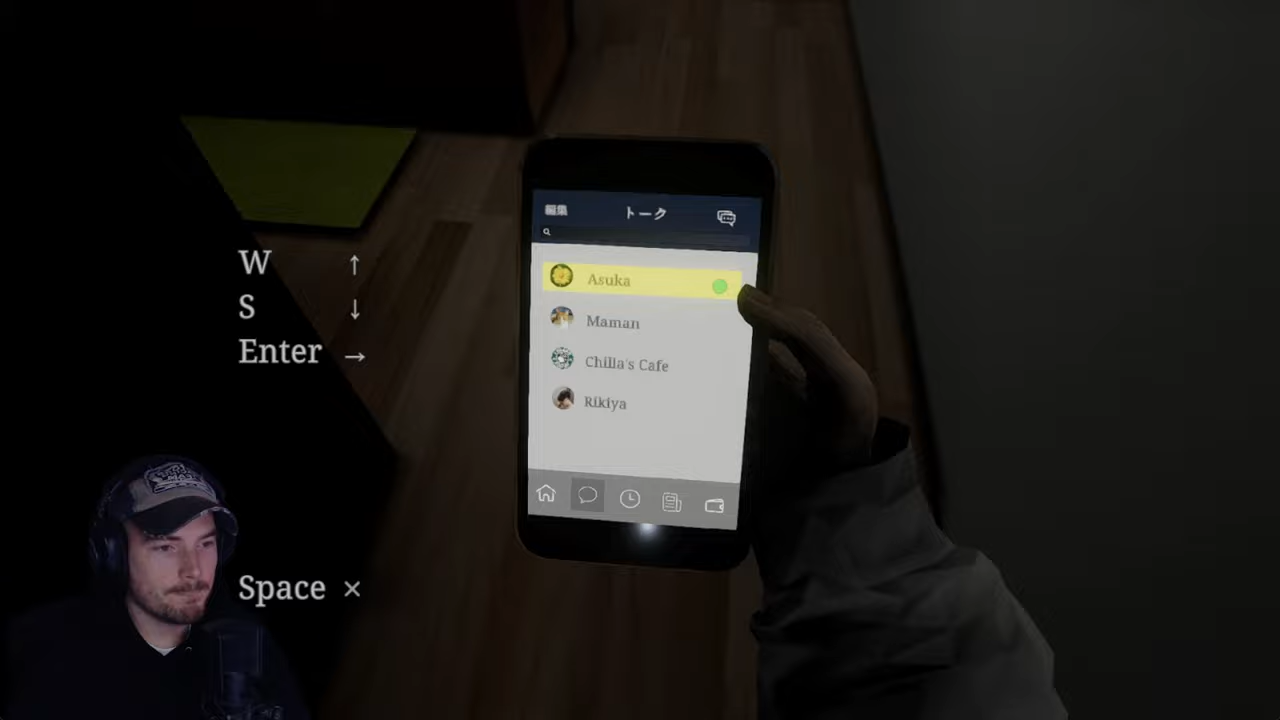 編集 トーク
Asuka
Maman
Chilla's Cafe
Rikiya
W ↑
S ↓
Enter →
Space ×